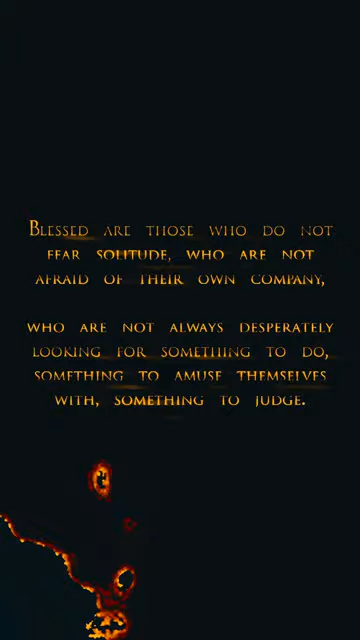 Blessed are those who do not
fear solitude, who are not
afraid of their own company,
who are not always desperately
looking for something to do,
something to amuse themselves
with, something to judge.